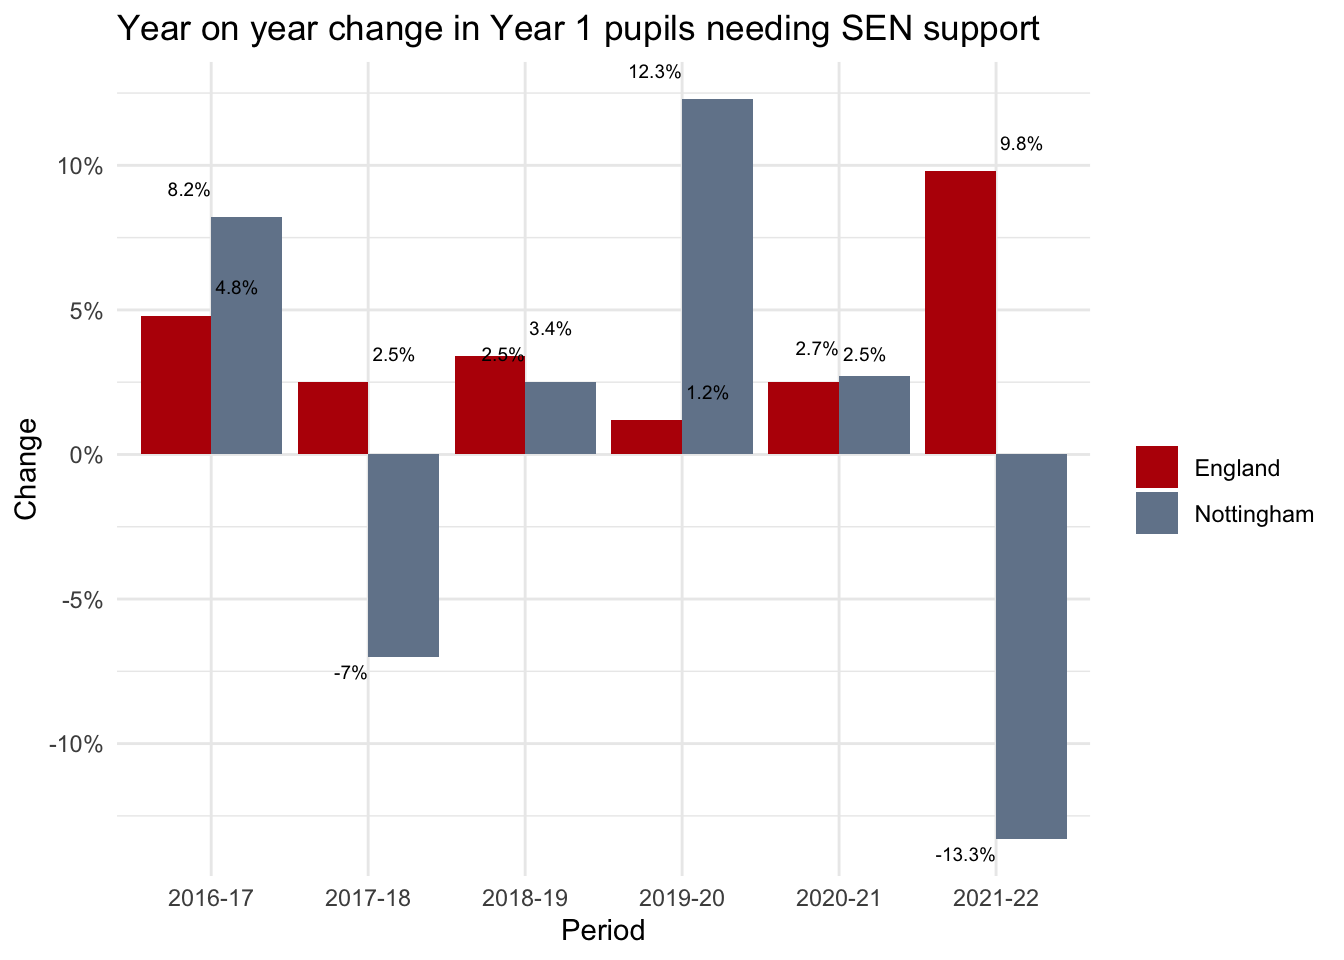 Year on year change in Year 1 pupils needing SEN support
12.3%
9.8%
10%
8.2%
4.8%
5%
3.4%
2.5%
2.5%
2.7%
2.5%
1.2%
Change
0%
England
Nottingham
-5%
-7%
-10%
-13.3%
2016-17 2017-18 2018-19 2019-20 2020-21 2021-22
Period